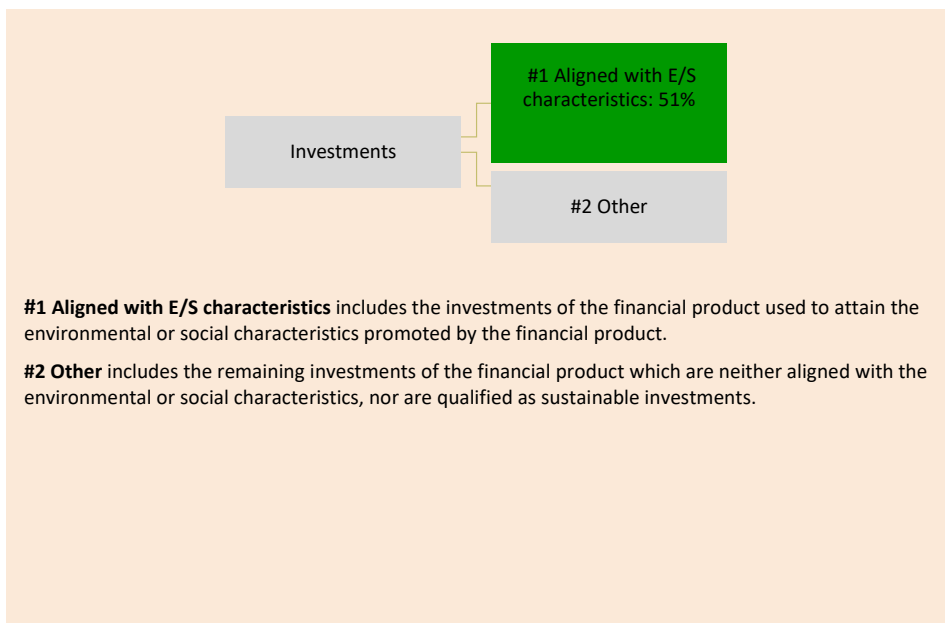 #1 Aligned with E/S
characteristics: 51%
Investments
#2 Other
#1 Aligned with E/S characteristics includes the investments of the financial product used to attain the
environmental or social characteristics promoted by the financial product.
#2 Other includes the remaining investments of the financial product which are neither aligned with the
environmental or social characteristics, nor are qualified as sustainable investments.